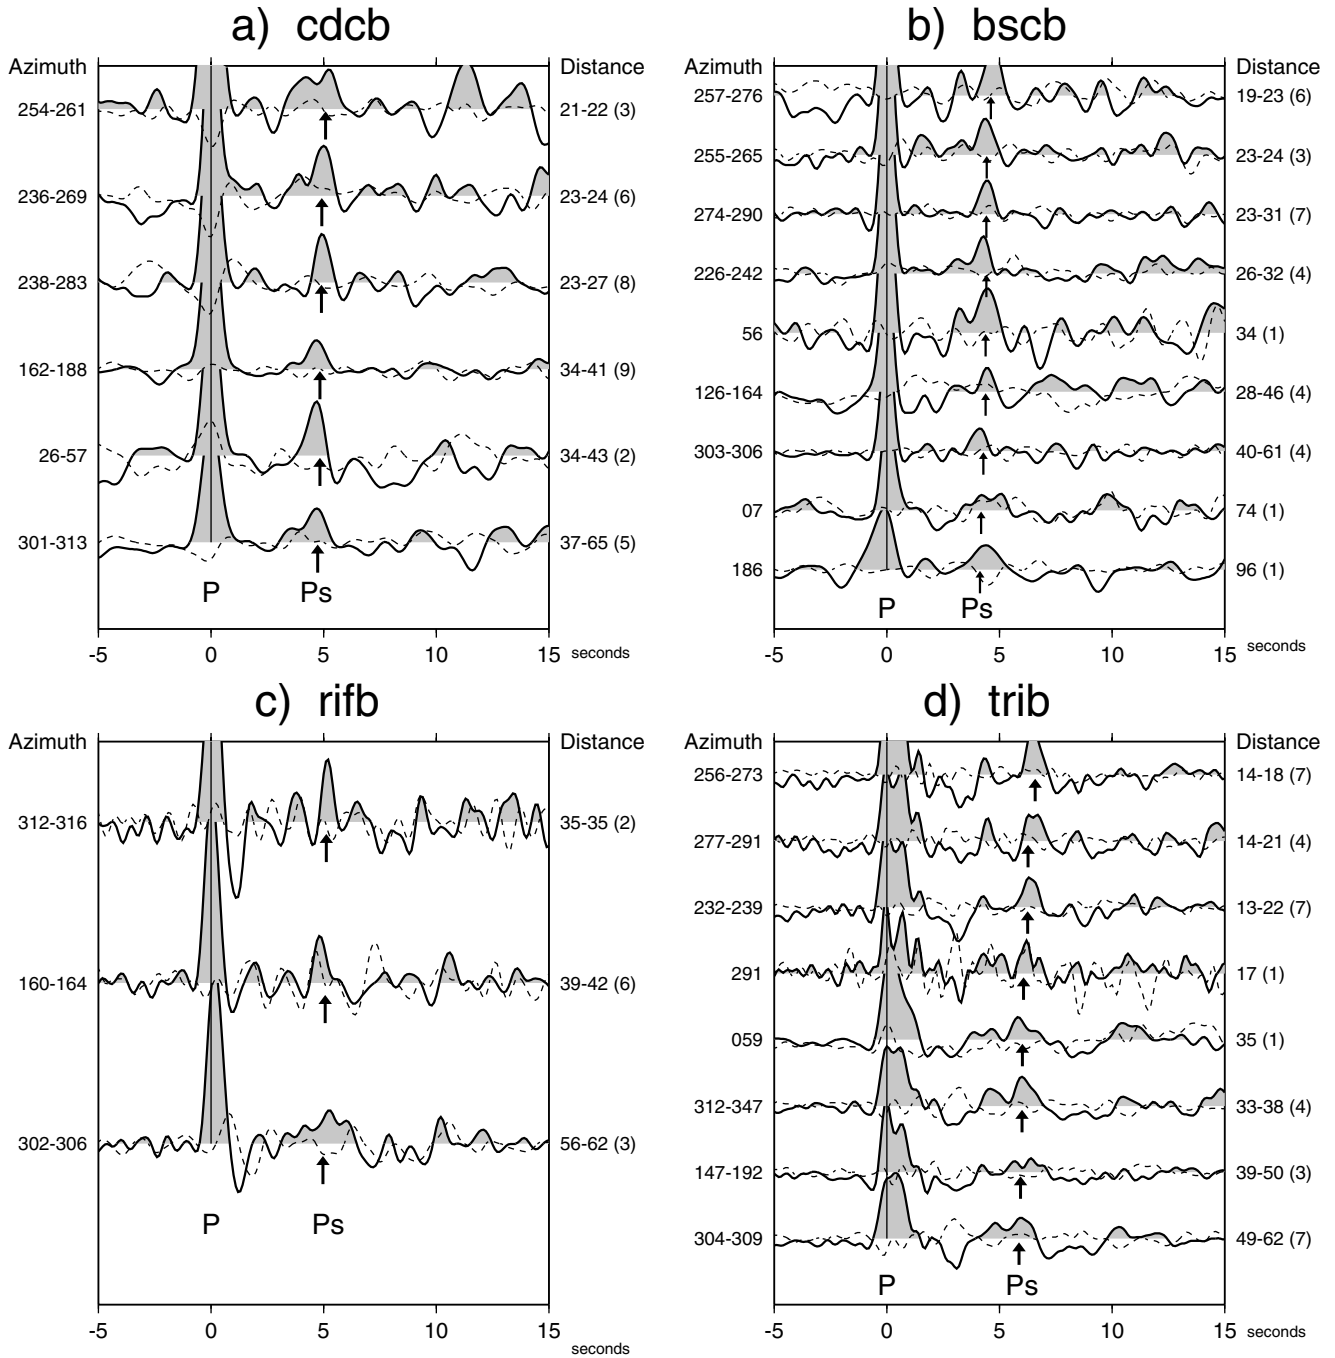 a) cdcb
Azimuth Distance
254-261 21-22 (3)
236-269 23-24 (6)
238-283 23-27 (8)
162-188 34-41 (9)
26-57 34-43 (2)
301-313 37-65 (5)
P Ps
-5 0 5 10 15 seconds
b) bscb
Azimuth Distance
257-276 19-23 (6)
255-265 23-24 (3)
274-290 23-31 (7)
226-242 26-32 (4)
56 34 (1)
126-164 28-46 (4)
303-306 40-61 (4)
07 74 (1)
186 96 (1)
P Ps
-5 0 5 10 15 seconds
c) rifb
Azimuth Distance
312-316 35-35 (2)
160-164 39-42 (6)
302-306 56-62 (3)
P Ps
-5 0 5 10 15
seconds
d) trib
Azimuth Distance
256-273 14-18 (7)
277-291 14-21 (4)
232-239 13-22 (7)
291 17 (1)
059 35 (1)
312-347 33-38 (4)
147-192 39-50 (3)
304-309 49-62 (7)
P Ps
-5 0 5 10 15 seconds